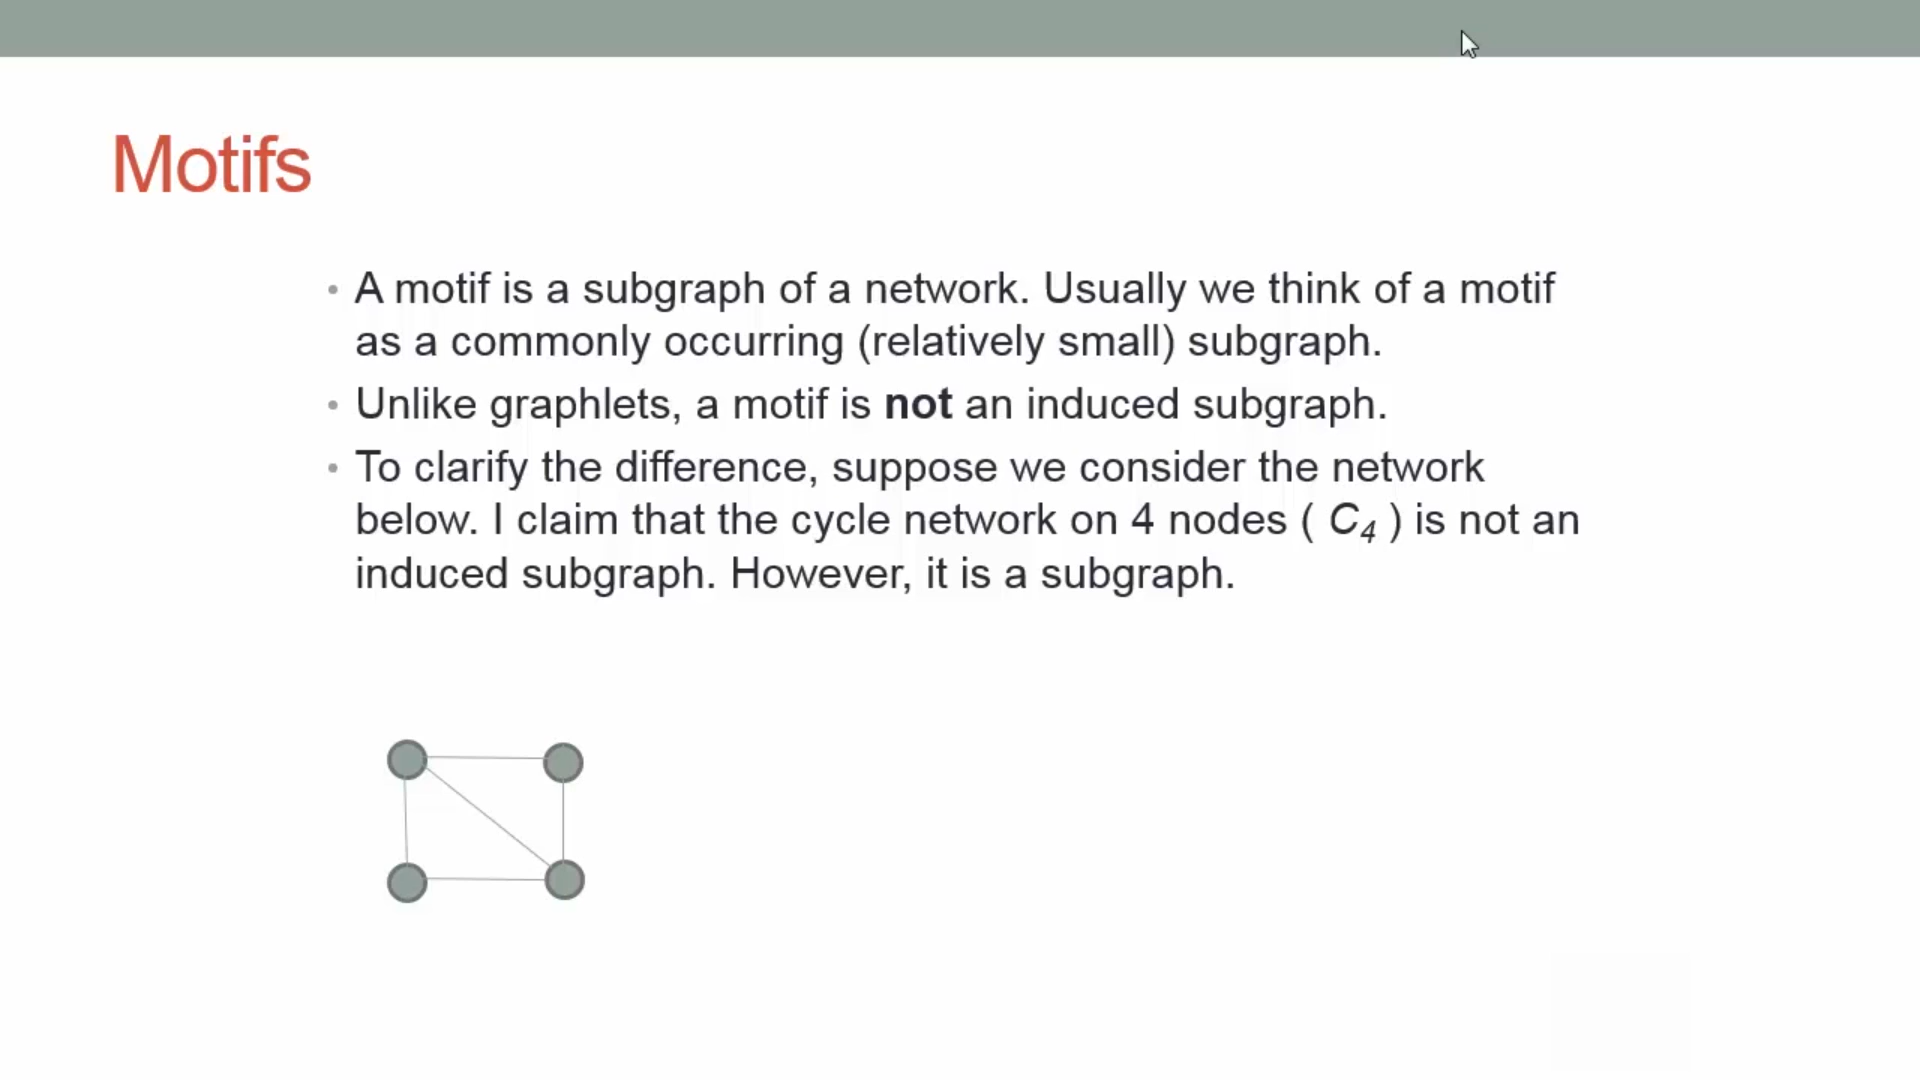 Motifs
• A motif is a subgraph of a network. Usually we think of a motif
as a commonly occurring (relatively small) subgraph.
• Unlike graphlets, a motif is not an induced subgraph.
• To clarify the difference, suppose we consider the network
below. I claim that the cycle network on 4 nodes ( C4 ) is not an
induced subgraph. However, it is a subgraph.